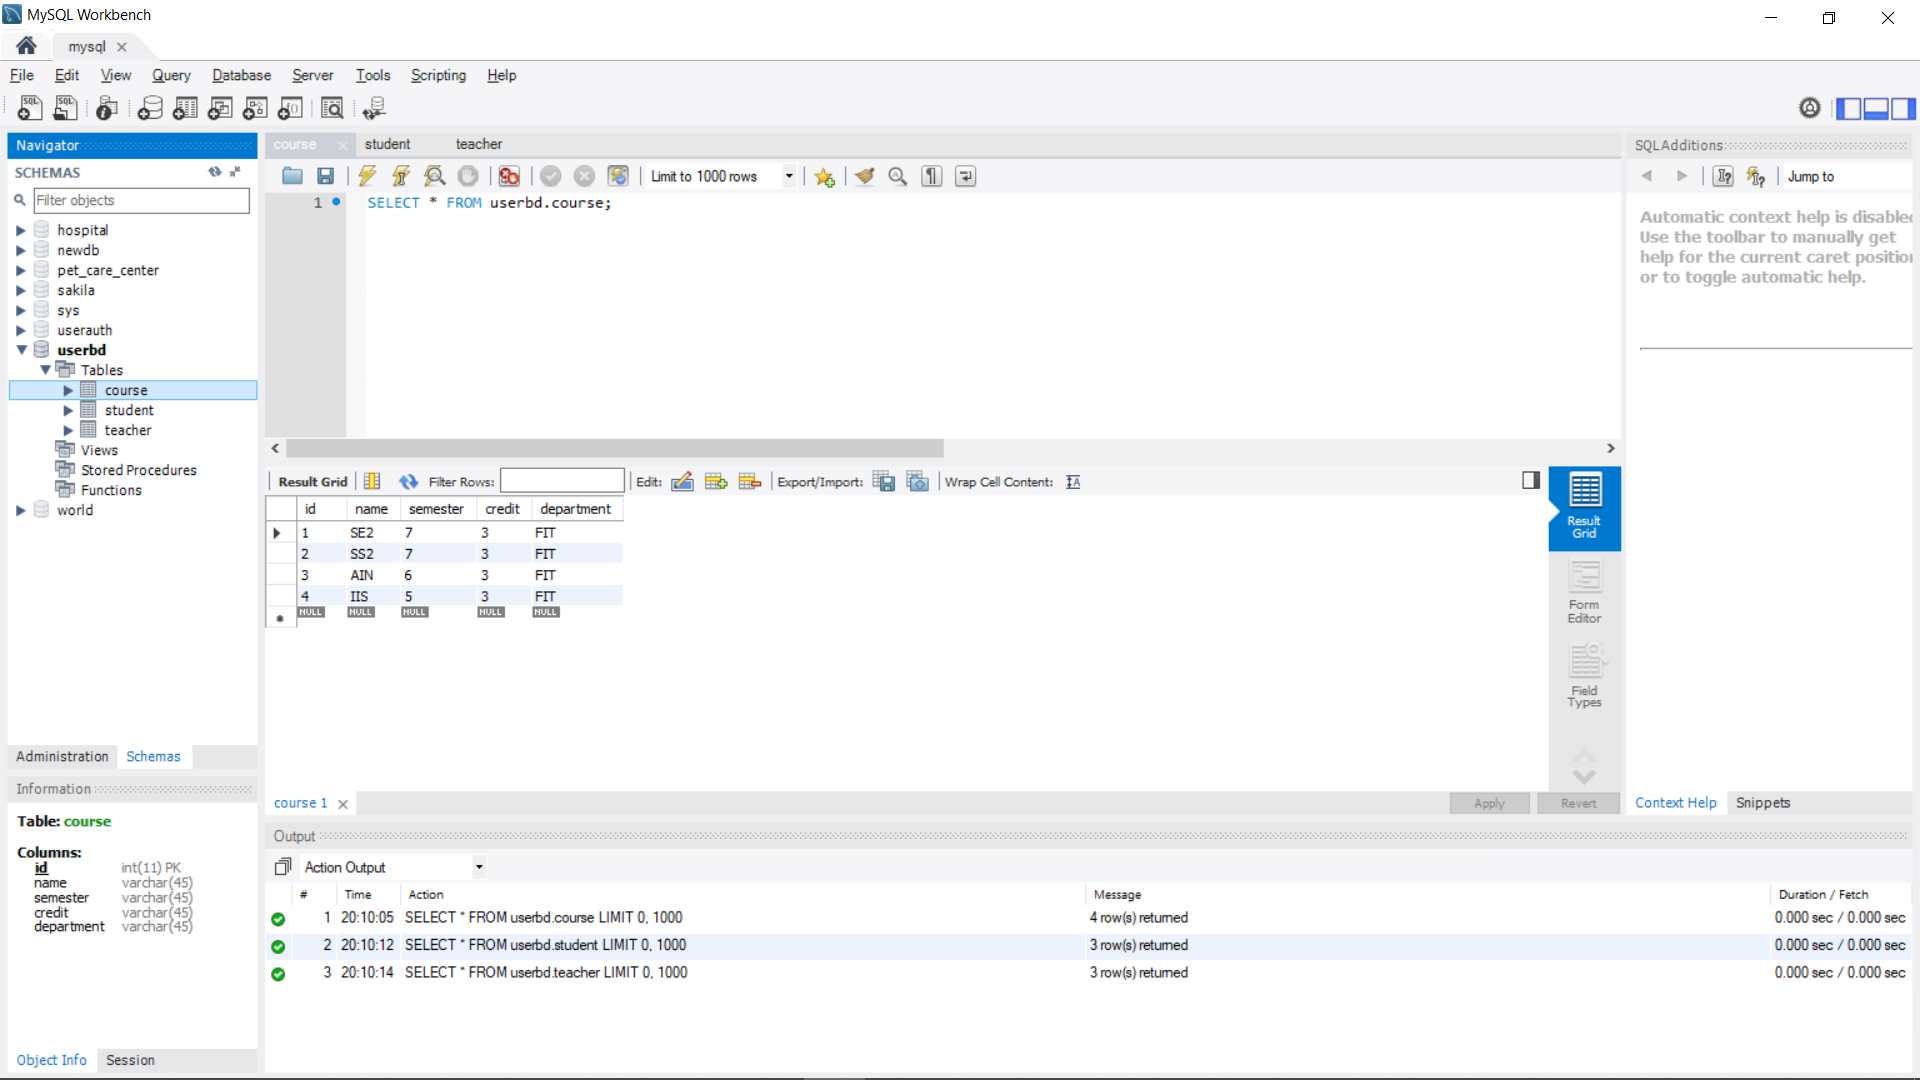 MySQL Workbench
mysql
File Edit View Query Database Server Tools Scripting Help
Navigator
SCHEMAS
Filter objects
hospital
newdb
pet_care_center
sakila
sys
userauth
userbd
Tables
course
student
teacher
Views
Stored Procedures
Functions
world
Administration Schemas
Information
Table: course
Columns:
id int(11) PK
name varchar(45)
semester varchar(45)
credit varchar(45)
department varchar(45)
Object Info Session
course student teacher
Limit to 1000 rows
1 SELECT * FROM userbd.course;
Result Grid Filter Rows: Edit: Export/Import: Wrap Cell Content:
id name semester credit department
1 SE2 7 3 FIT
2 SS2 7 3 FIT
3 AIN 6 3 FIT
4 IIS 5 3 FIT
NULL NULL NULL NULL NULL
Result
Grid
Form
Editor
Field
Types
course 1
Apply Revert
SQLAdditions
Jump to
Automatic context help is disabled
Use the toolbar to manually get
help for the current caret position
or to toggle automatic help.
Context Help Snippets
Output
Action Output
# Time Action Message Duration / Fetch
1 20:10:05 SELECT * FROM userbd.course LIMIT 0, 1000 4 row(s) returned 0.000 sec / 0.000 sec
2 20:10:12 SELECT * FROM userbd.student LIMIT 0, 1000 3 row(s) returned 0.000 sec / 0.000 sec
3 20:10:14 SELECT * FROM userbd.teacher LIMIT 0, 1000 3 row(s) returned 0.000 sec / 0.000 sec